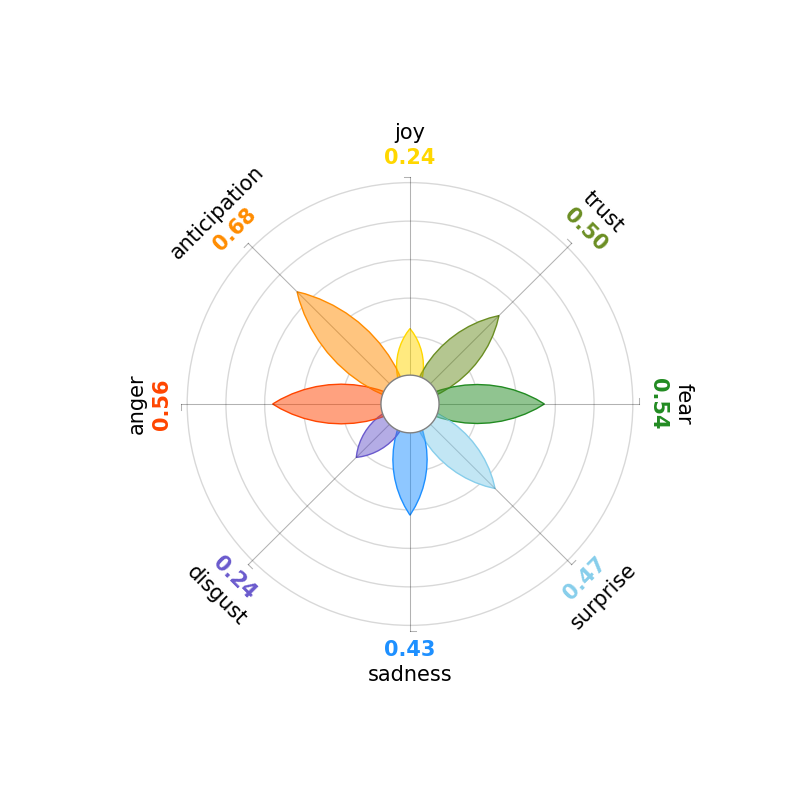 joy
0.24
trust
0.50
fear
0.54
surprise
0.47
0.43
sadness
0.24
disgust
anger
0.56
anticipation
0.68